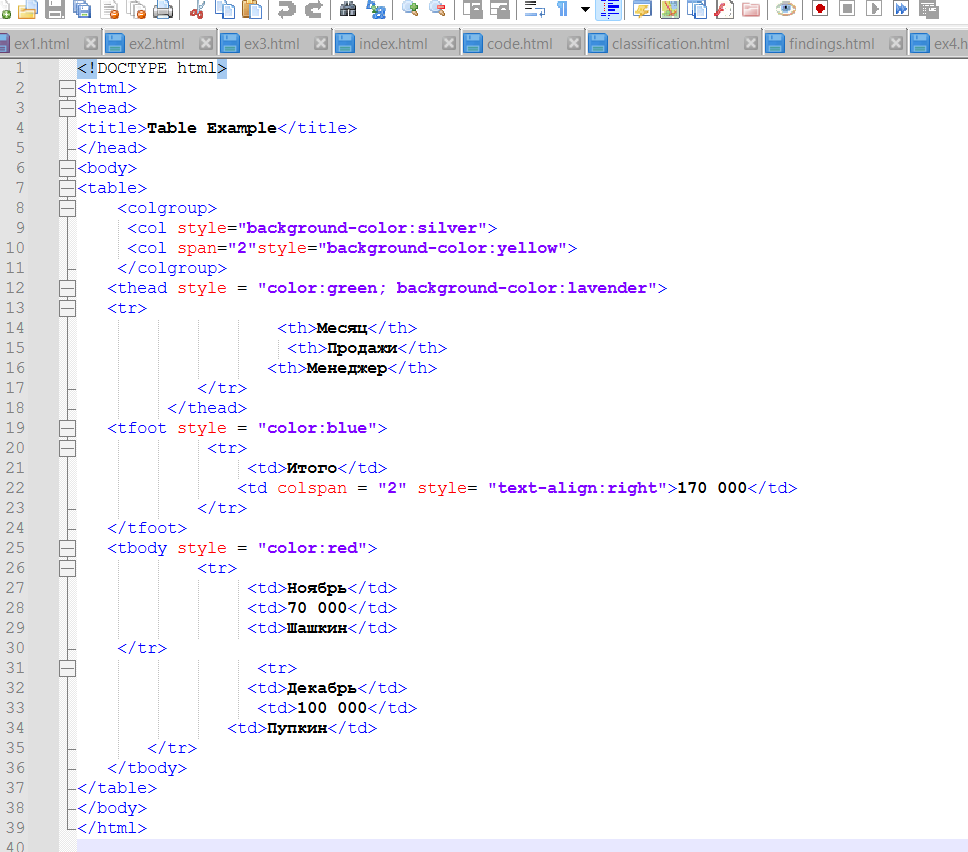 ex1.html ex2.html ex3.html index.html code.html classification.html findings.html ex4.h
1 <!DOCTYPE html>
2 <html>
3 <head>
4 <title>Table Example</title>
5 </head>
6 <body>
7 <table>
8 <colgroup>
9 <col style="background-color:silver">
10 <col span="2"style="background-color:yellow">
11 </colgroup>
12 <thead style = "color:green; background-color:lavender">
13 <tr>
14 <th>Месяц</th>
15 <th>Продажи</th>
16 <th>Менеджер</th>
17 </tr>
18 </thead>
19 <tfoot style = "color:blue">
20 <tr>
21 <td>Итого</td>
22 <td colspan = "2" style= "text-align:right">170 000</td>
23 </tr>
24 </tfoot>
25 <tbody style = "color:red">
26 <tr>
27 <td>Ноябрь</td>
28 <td>70 000</td>
29 <td>Шашкин</td>
30 </tr>
31 <tr>
32 <td>Декабрь</td>
33 <td>100 000</td>
34 <td>Пупкин</td>
35 </tr>
36 </tbody>
37 </table>
38 </body>
39 </html>
40